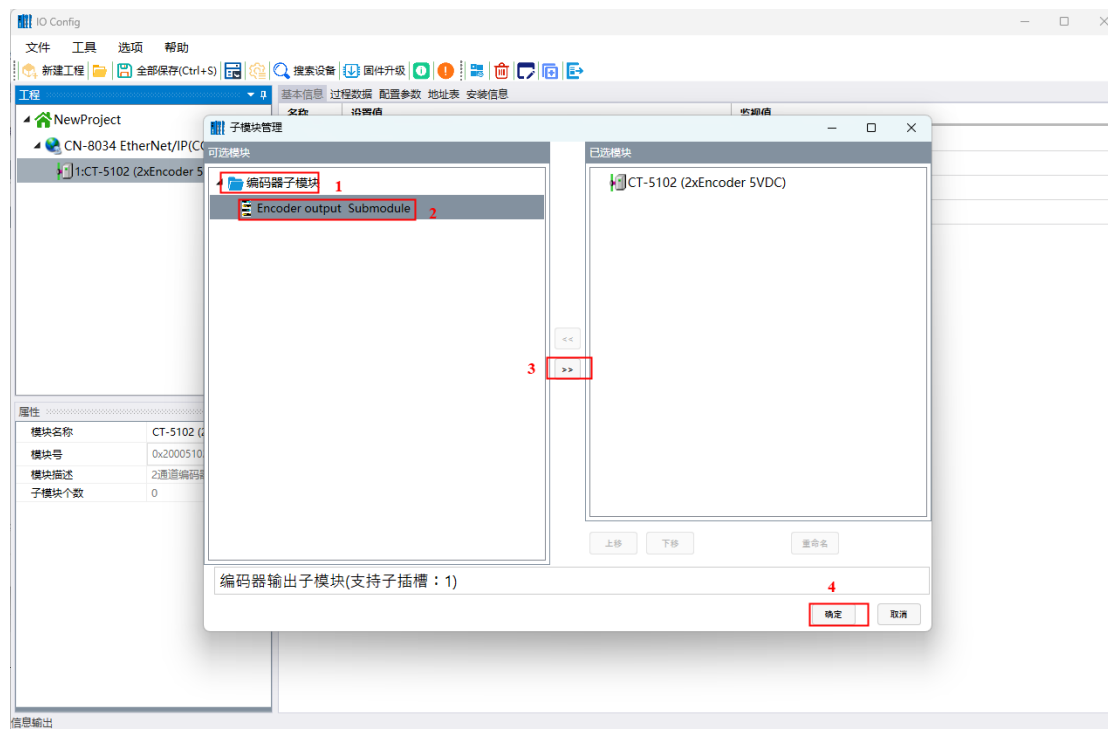 IO Config
文件 工具 选项 帮助
新建工程 全部保存(Ctrl+S) 搜索设备 固件升级
工程
基本信息 过程数据 配置参数 地址表 安装信息
名称 设置值 监视值
NewProject
CN-8034 EtherNet/IP(CO
1:CT-5102 (2xEncoder 5
子模块管理
可选模块 已选模块
编码器子模块 1
Encoder output Submodule 2
CT-5102 (2xEncoder 5VDC)
<<
3 >>
属性
模块名称 CT-5102 (2
模块号 0x2000510
模块描述 2通道编码器
子模块个数 0
上移 下移 重命名
编码器输出子模块(支持子插槽：1)
4
确定 取消
信息输出